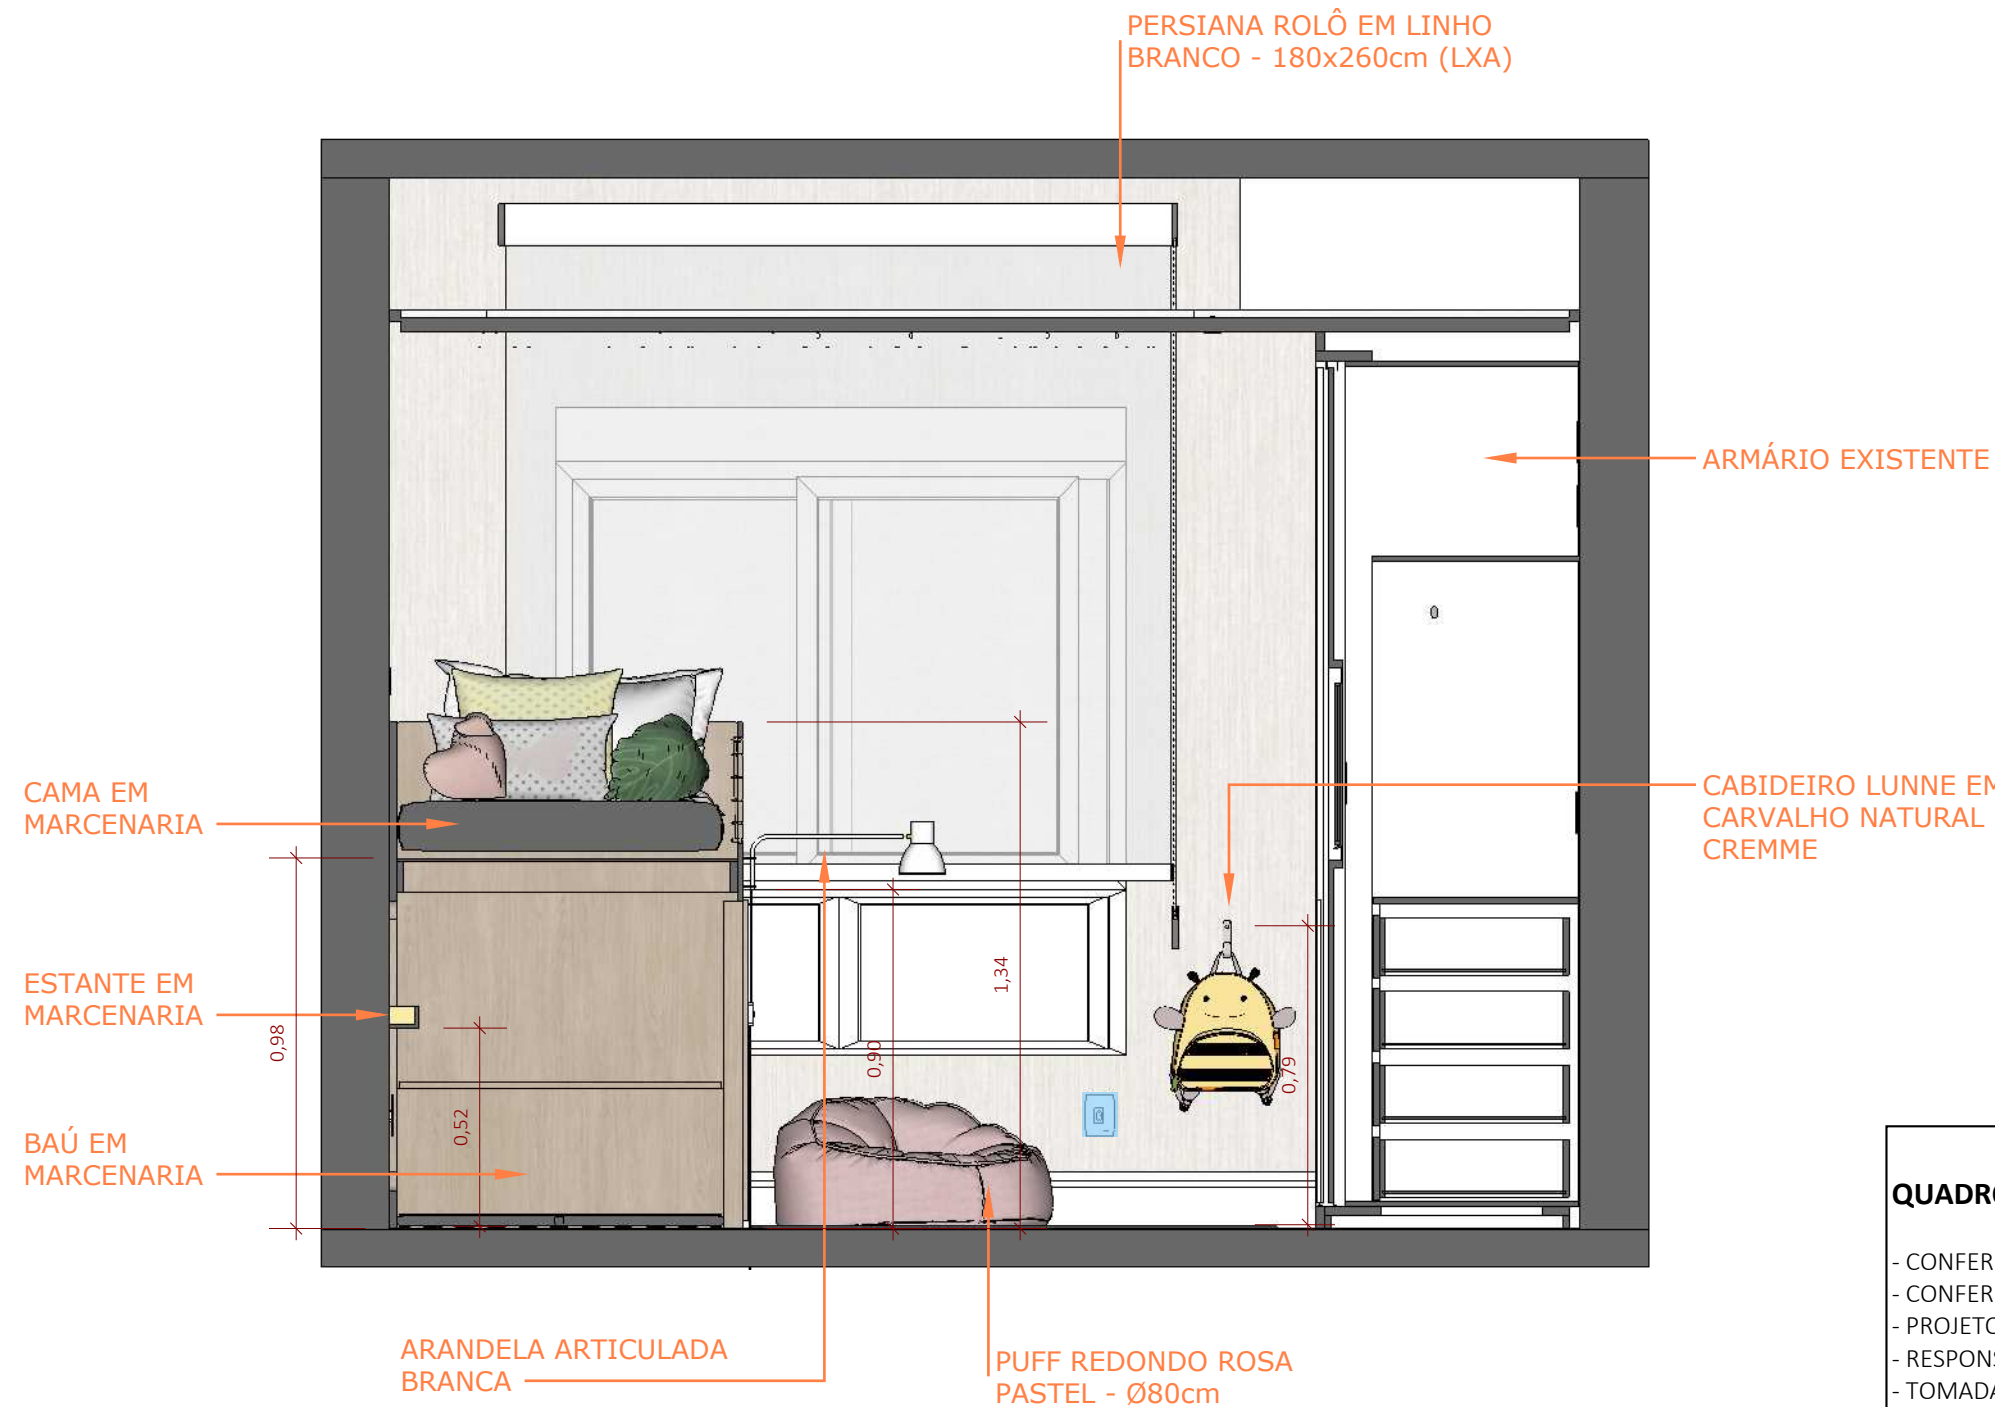 PERSIANA ROLÔ EM LINHO
BRANCO - 180x260cm (LXA)
ARMÁRIO EXISTENTE
CAMA EM
MARCENARIA
CABIDEIRO LUNNE EM
CARVALHO NATURAL
CREMME
ESTANTE EM
MARCENARIA
0,98
0,52
0,90
1,34
0,79
BAÚ EM
MARCENARIA
ARANDELA ARTICULADA
BRANCA
PUFF REDONDO ROSA
PASTEL - Ø80cm
QUADRO
- CONFER
- CONFER
- PROJETO
- RESPONS
- TOMADA